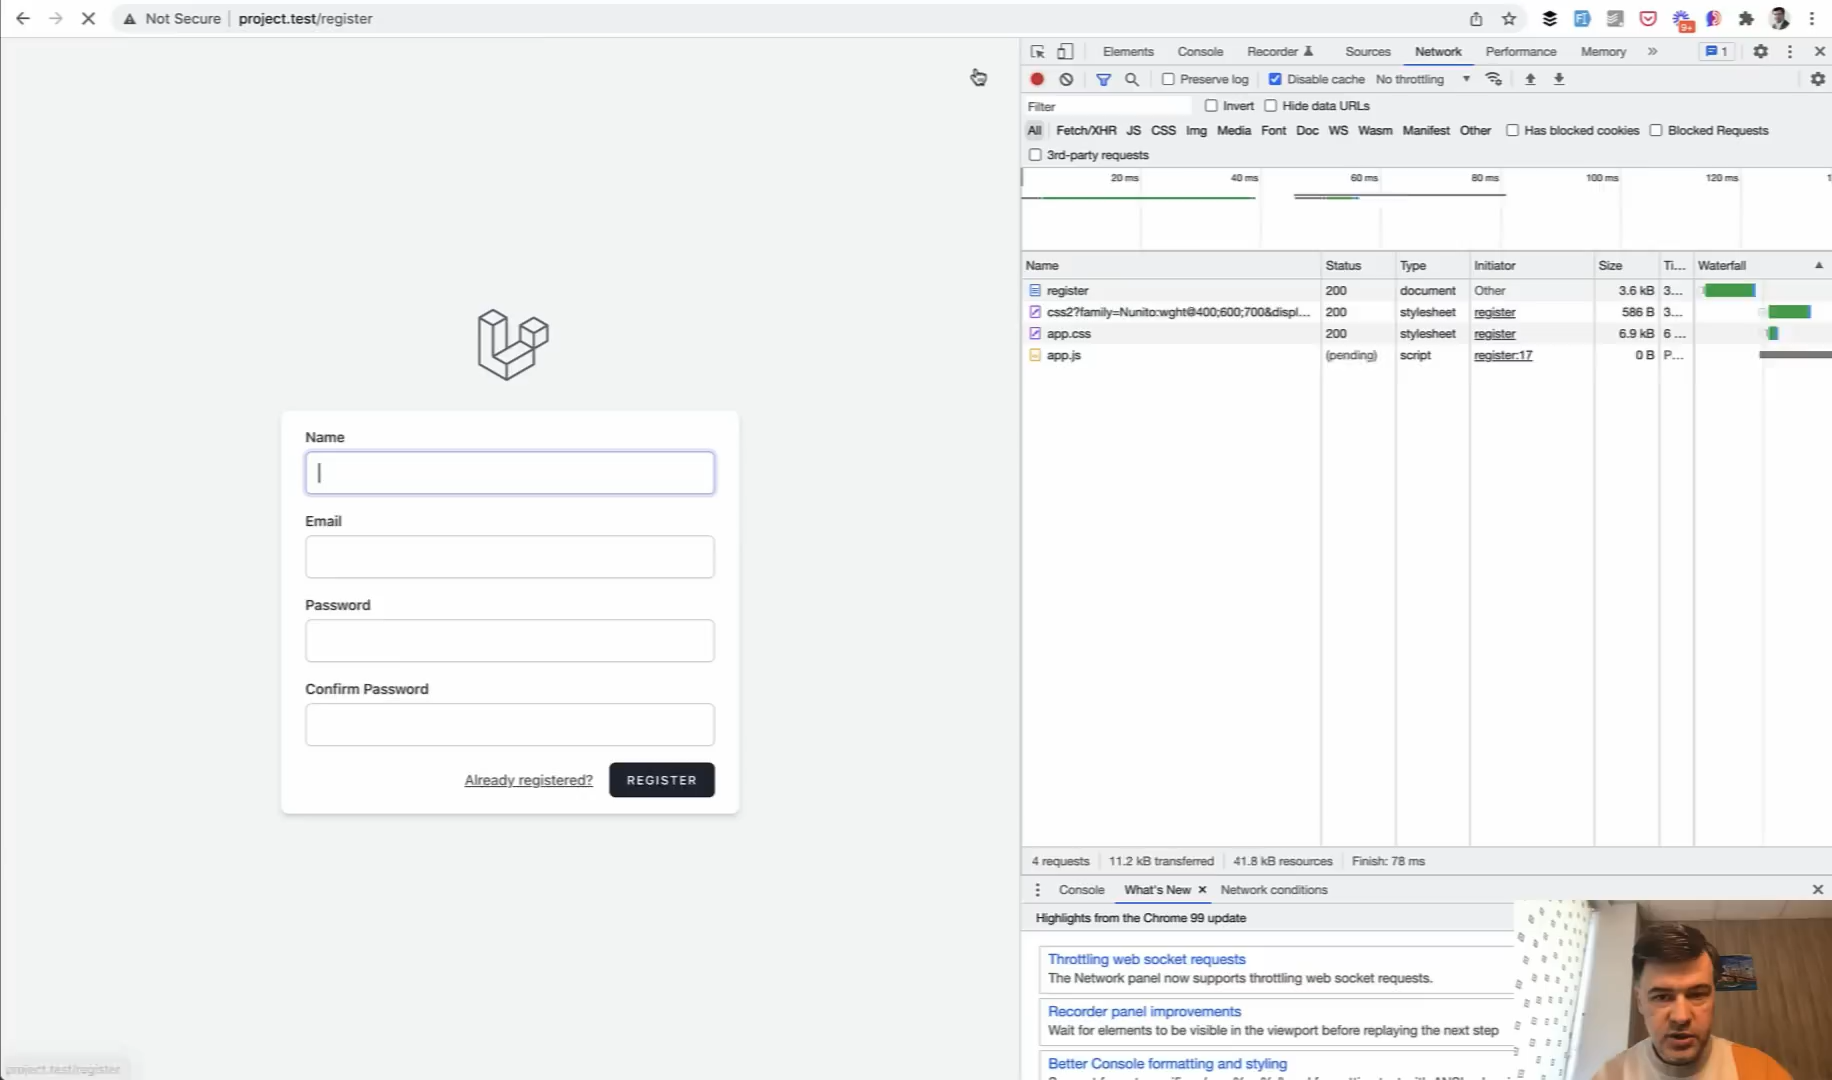 Not Secure project.test/register
9+
Elements Console Recorder Sources Network Performance Memory 1
Preserve log Disable cache No throttling
Filter Invert Hide data URLs
All Fetch/XHR JS CSS Img Media Font Doc WS Wasm Manifest Other Has blocked cookies Blocked Requests
3rd-party requests
20 ms 40 ms 60 ms 80 ms 100 ms 120 ms
Name Status Type Initiator Size Ti... Waterfall
register 200 document Other 3.6 kB 3...
css2?family=Nunito:wght@400;600;700&displ... 200 stylesheet register 586 B 3...
app.css 200 stylesheet register 6.9 kB 6 ...
app.js (pending) script register:17 0 B P...
Name
Email
Password
Confirm Password
Already registered? REGISTER
4 requests 11.2 kB transferred 41.8 kB resources Finish: 78 ms
Console What's New Network conditions
Highlights from the Chrome 99 update
Throttling web socket requests
The Network panel now supports throttling web socket requests.
Recorder panel improvements
Wait for elements to be visible in the viewport before replaying the next step
Better Console formatting and styling
project.test/register